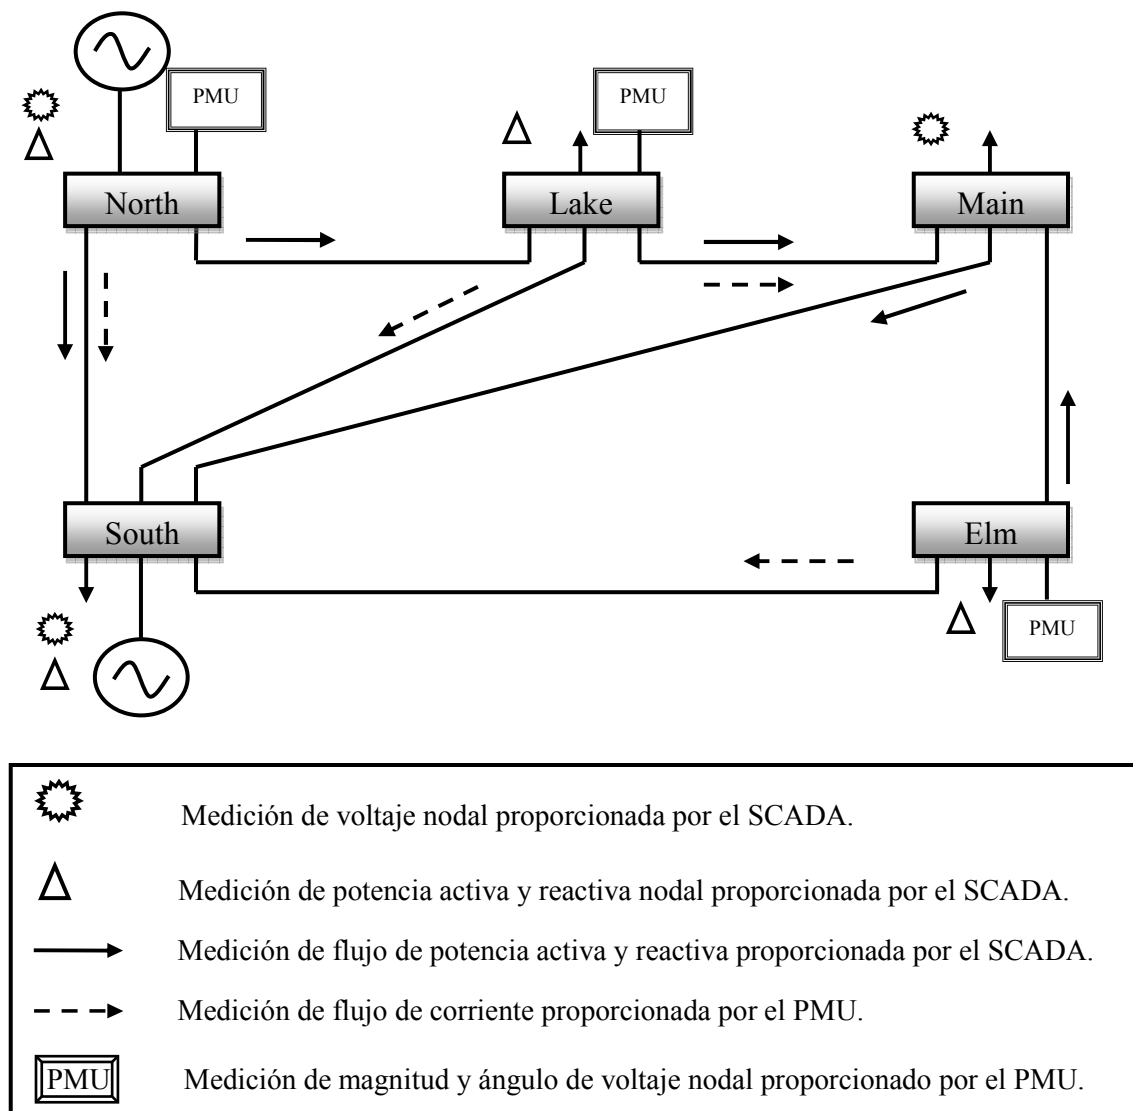 PMU
PMU
North
Lake
Main
South
Elm
PMU
Medición de voltaje nodal proporcionada por el SCADA.
Medición de potencia activa y reactiva nodal proporcionada por el SCADA.
Medición de flujo de potencia activa y reactiva proporcionada por el SCADA.
Medición de flujo de corriente proporcionada por el PMU.
PMU
Medición de magnitud y ángulo de voltaje nodal proporcionado por el PMU.